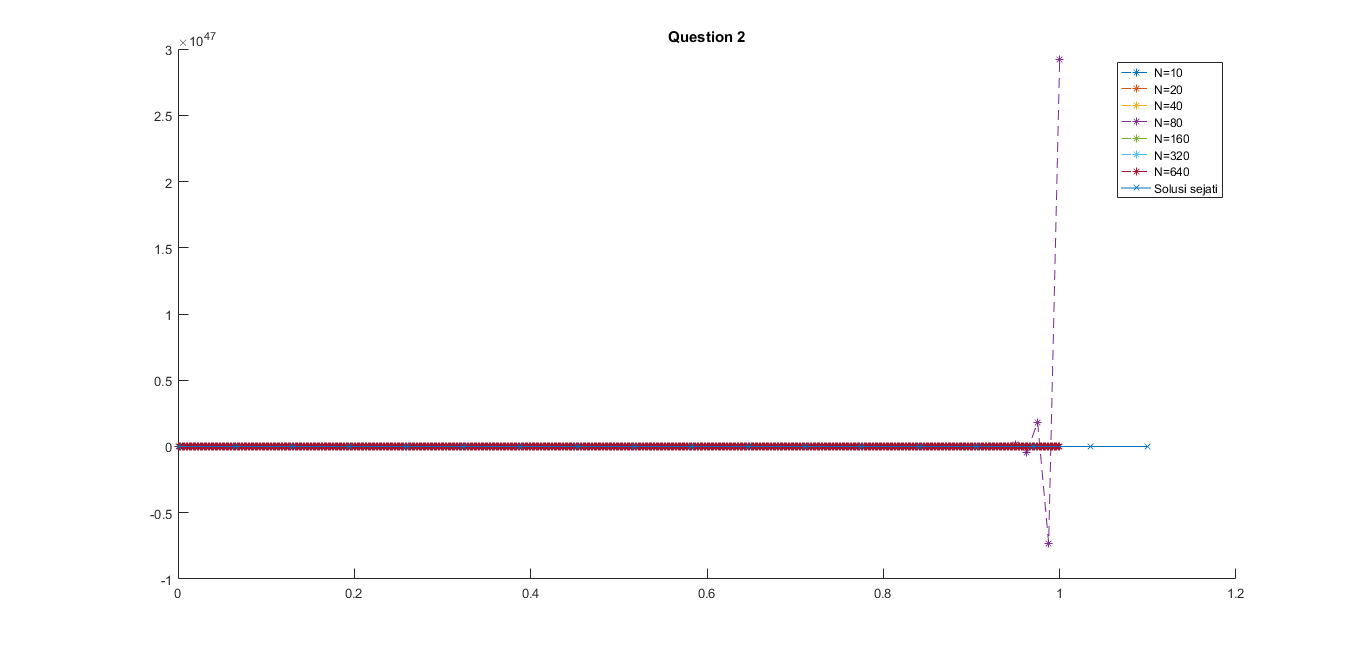 Question 2
×10^47
3
2.5
2
1.5
1
0.5
0
-0.5
-1
0
0.2
0.4
0.6
0.8
1
1.2
N=10
N=20
N=40
N=80
N=160
N=320
N=640
Solusi sejati